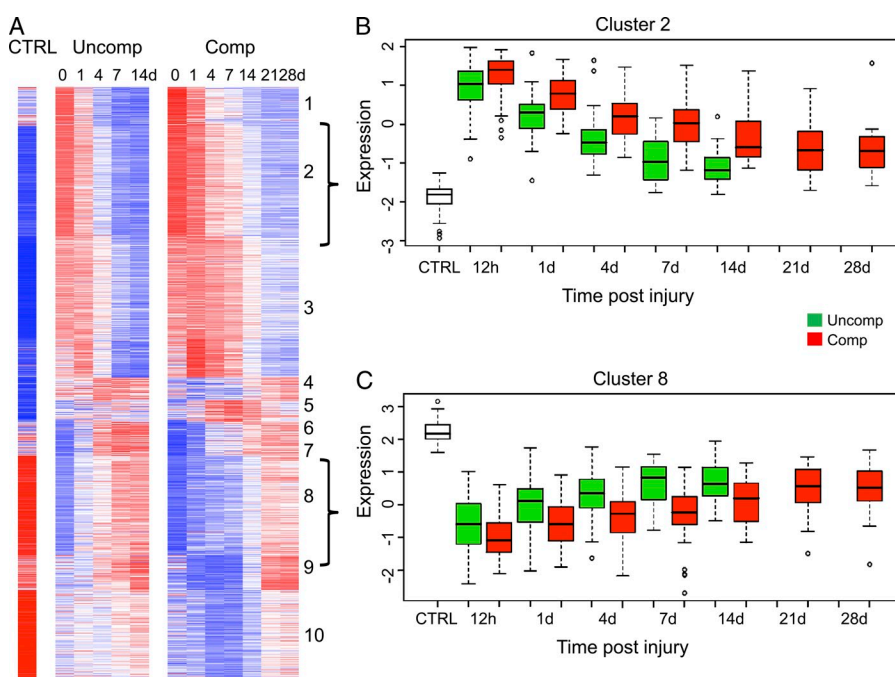 A
CTRL Uncomp Comp
0 1 4 7 14d 0 1 4 7 14 21 28d
1
2
3
4
5
6
7
8
9
10
B
Cluster 2
Expression
2
1
0
-1
-2
-3
CTRL 12h 1d 4d 7d 14d 21d 28d
Time post injury
Uncomp
Comp
C
Cluster 8
Expression
3
2
1
0
-1
-2
CTRL 12h 1d 4d 7d 14d 21d 28d
Time post injury